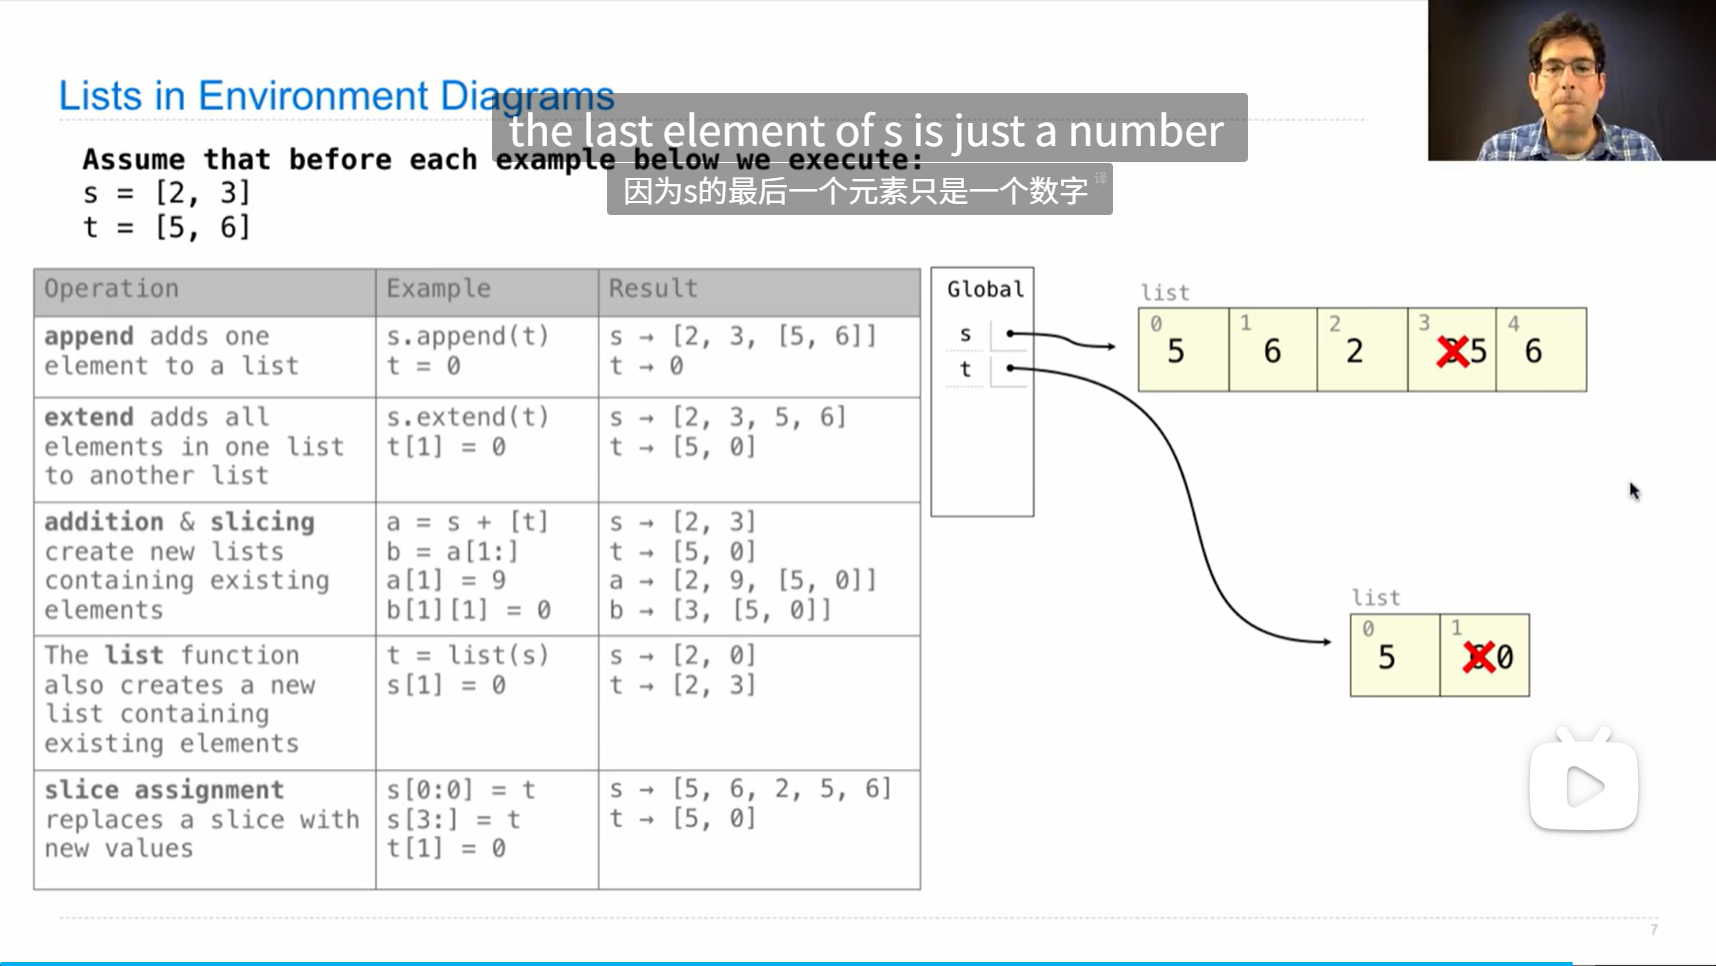 Lists in Environment Diagrams
the last element of s is just a number
Assume that before each example below we execute:
因为s的最后一个元素只是一个数字 译
s = [2, 3]
t = [5, 6]
Operation Example Result
append adds one
element to a list
s.append(t)
t = 0
s → [2, 3, [5, 6]]
t → 0
extend adds all
elements in one list
to another list
s.extend(t)
t[1] = 0
s → [2, 3, 5, 6]
t → [5, 0]
addition & slicing
create new lists
containing existing
elements
a = s + [t]
b = a[1:]
a[1] = 9
b[1][1] = 0
s → [2, 3]
t → [5, 0]
a → [2, 9, [5, 0]]
b → [3, [5, 0]]
The list function
also creates a new
list containing
existing elements
t = list(s)
s[1] = 0
s → [2, 0]
t → [2, 3]
slice assignment
replaces a slice with
new values
s[0:0] = t
s[3:] = t
t[1] = 0
s → [5, 6, 2, 5, 6]
t → [5, 0]
Global
s
t
list
0 1 2 3 4
5 6 2 5 6
list
0 1
5 0
7